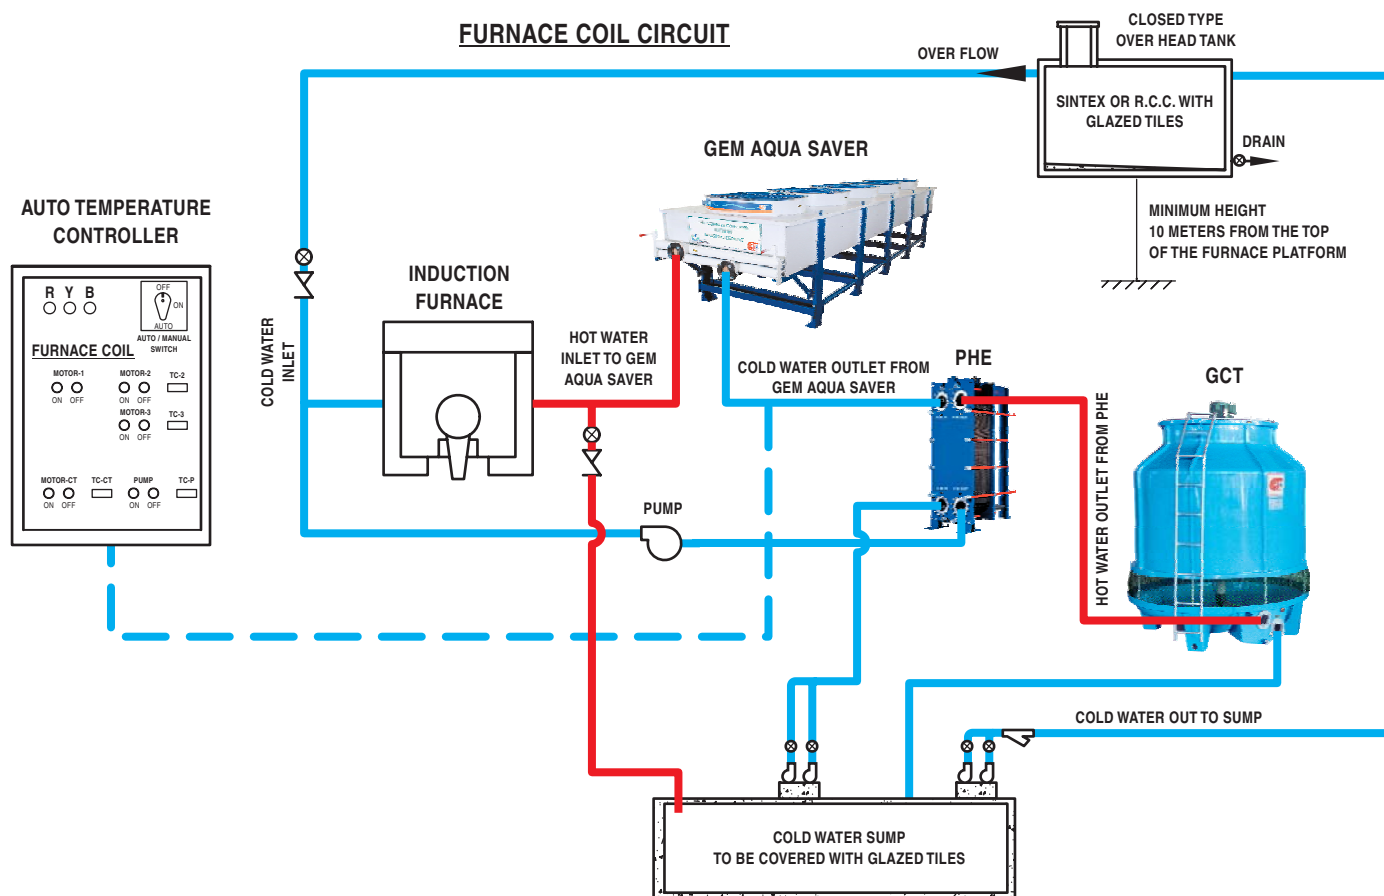 FURNACE COIL CIRCUIT
CLOSED TYPE
OVER HEAD TANK
OVER FLOW
SINTEX OR R.C.C. WITH
GLAZED TILES
DRAIN
GEM AQUA SAVER
MINIMUM HEIGHT
10 METERS FROM THE TOP
OF THE FURNACE PLATFORM
AUTO TEMPERATURE
CONTROLLER
R Y B
OFF
ON
AUTO
AUTO / MANUAL
SWITCH
FURNACE COIL
MOTOR-1
ON OFF
MOTOR-2
ON OFF
TC-2
MOTOR-3
ON OFF
TC-3
MOTOR-CT
ON OFF
TC-CT
PUMP
ON OFF
TC-P
COLD WATER
INLET
INDUCTION
FURNACE
HOT WATER
INLET TO GEM
AQUA SAVER
COLD WATER OUTLET FROM
GEM AQUA SAVER
PHE
GCT
HOT WATER OUTLET FROM PHE
PUMP
COLD WATER OUT TO SUMP
COLD WATER SUMP
TO BE COVERED WITH GLAZED TILES